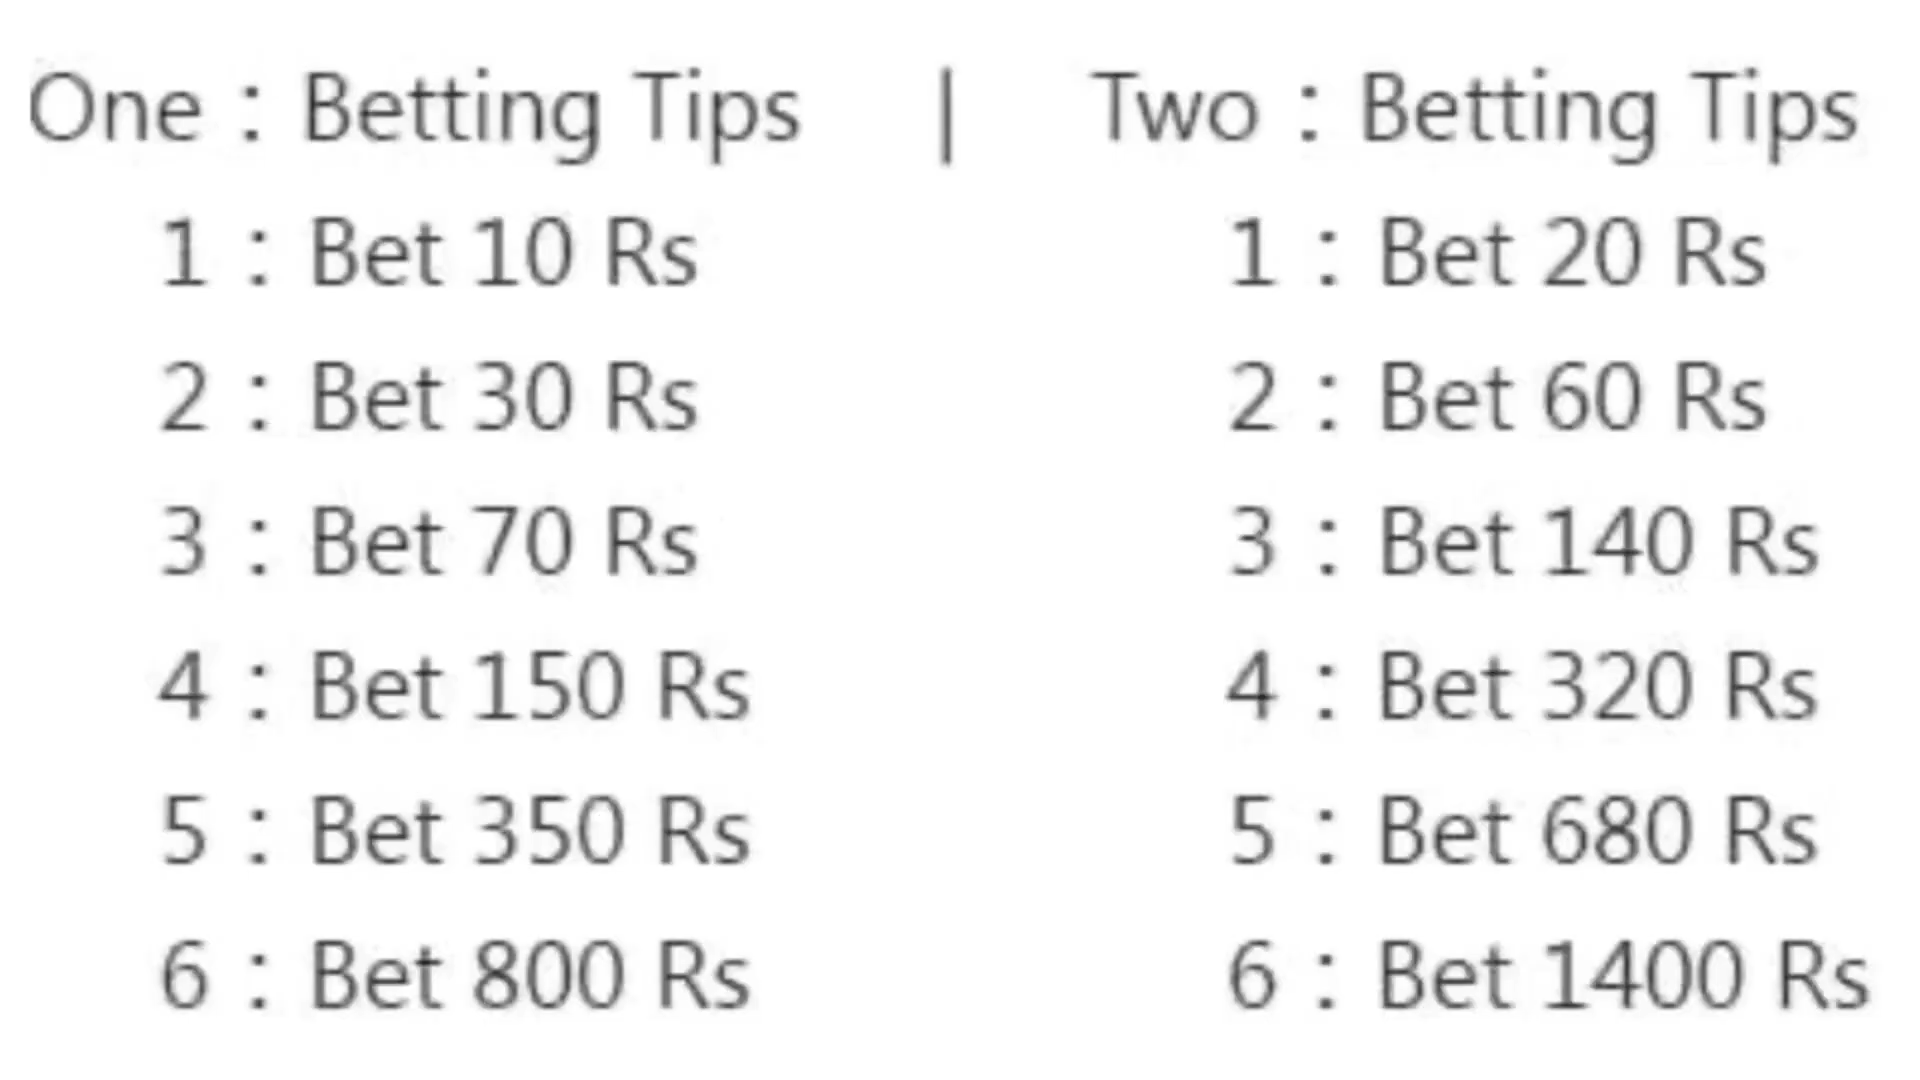 One : Betting Tips | Two : Betting Tips
1 : Bet 10 Rs 1 : Bet 20 Rs
2 : Bet 30 Rs 2 : Bet 60 Rs
3 : Bet 70 Rs 3 : Bet 140 Rs
4 : Bet 150 Rs 4 : Bet 320 Rs
5 : Bet 350 Rs 5 : Bet 680 Rs
6 : Bet 800 Rs 6 : Bet 1400 Rs